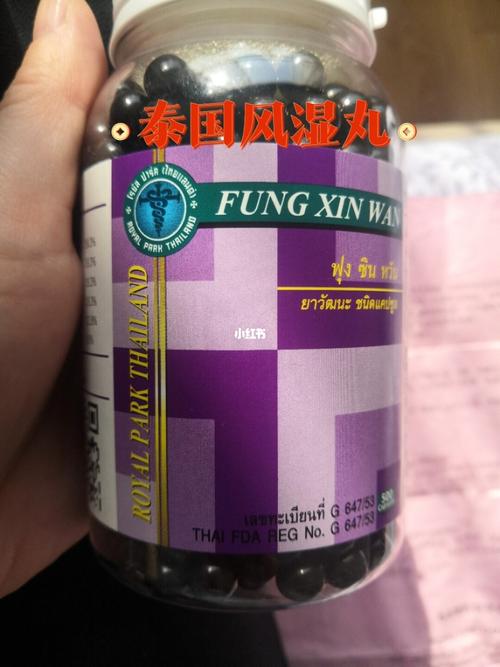 泰国风湿丸
โรยัล ปาร์ค (ไทยแลนด์)
ROYAL PARK THAILAND
FUNG XIN WAN
ฟุง ซิน หวัน
ยาวัฒนะ ชนิดแคปซูล
小红书
ROYAL PARK THAILAND
เลขทะเบียนที่ G 647/53
THAI FDA REG No. G 647/53
500